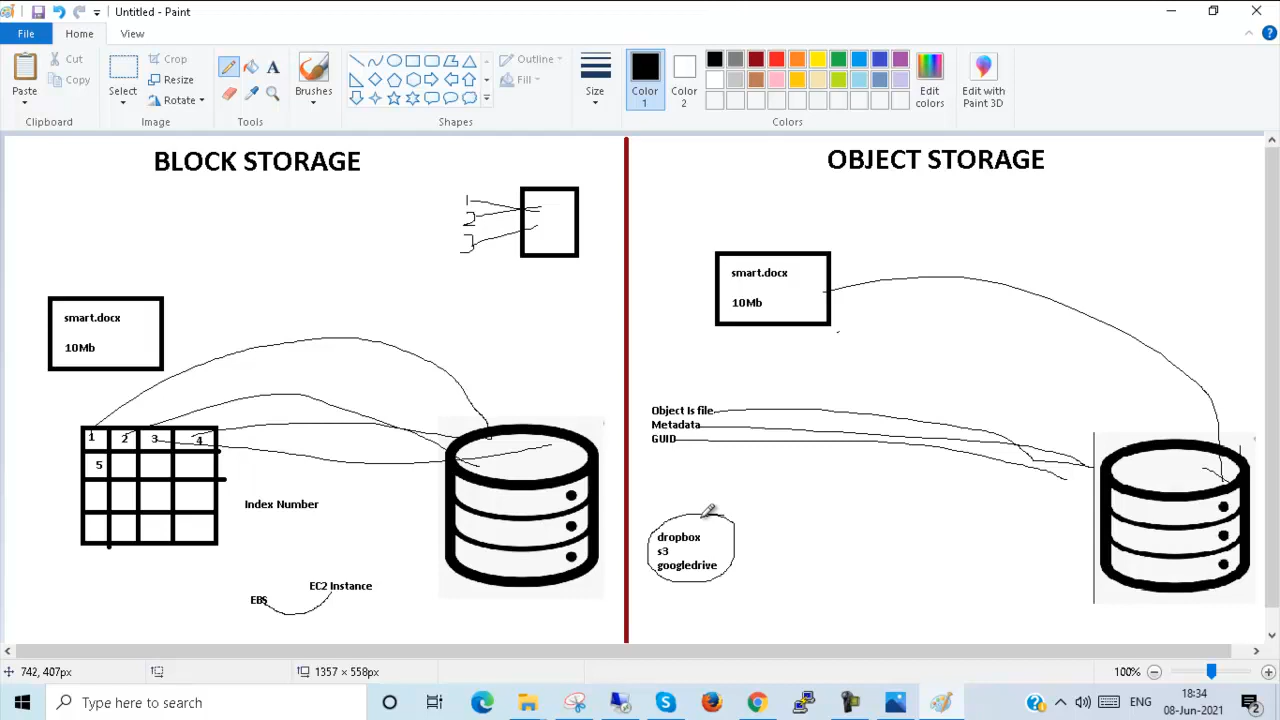 Untitled - Paint
File
Home
View
Paste
Cut
Copy
Clipboard
Select
Crop
Resize
Rotate
Image
A
Tools
Brushes
Shapes
Outline
Fill
Size
Color
1
Color
2
Colors
Edit
colors
Edit with
Paint 3D
BLOCK STORAGE
1
2
3
smart.docx
10Mb
1 2 3 4
5
Index Number
EC2 Instance
EBS
OBJECT STORAGE
smart.docx
10Mb
Object Is file
Metadata
GUID
dropbox
s3
googledrive
742, 407px
1357 × 558px
100%
Type here to search
ENG
18:34
08-Jun-2021
2